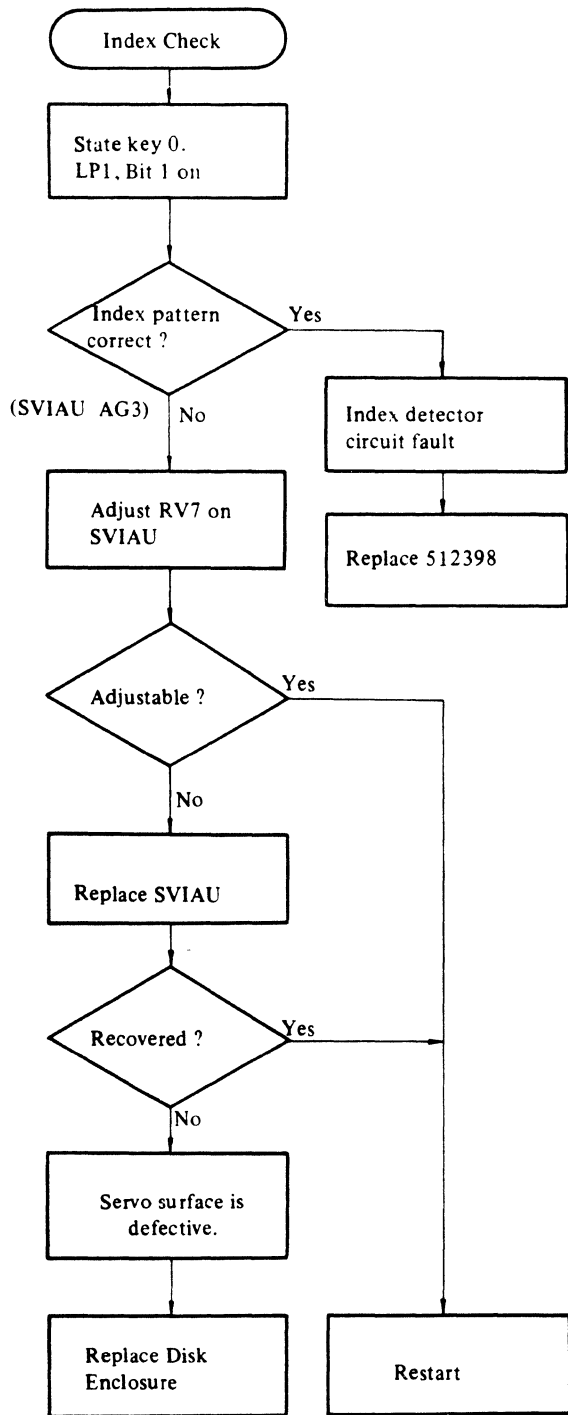 Index Check
State key 0.
LP1, Bit 1 on
Index pattern
correct ?
Yes
(SVIAU AG3)
No
Index detector
circuit fault
Adjust RV7 on
SVIAU
Replace 512398
Adjustable ?
Yes
No
Replace SVIAU
Recovered ?
Yes
No
Servo surface is
defective.
Replace Disk
Enclosure
Restart